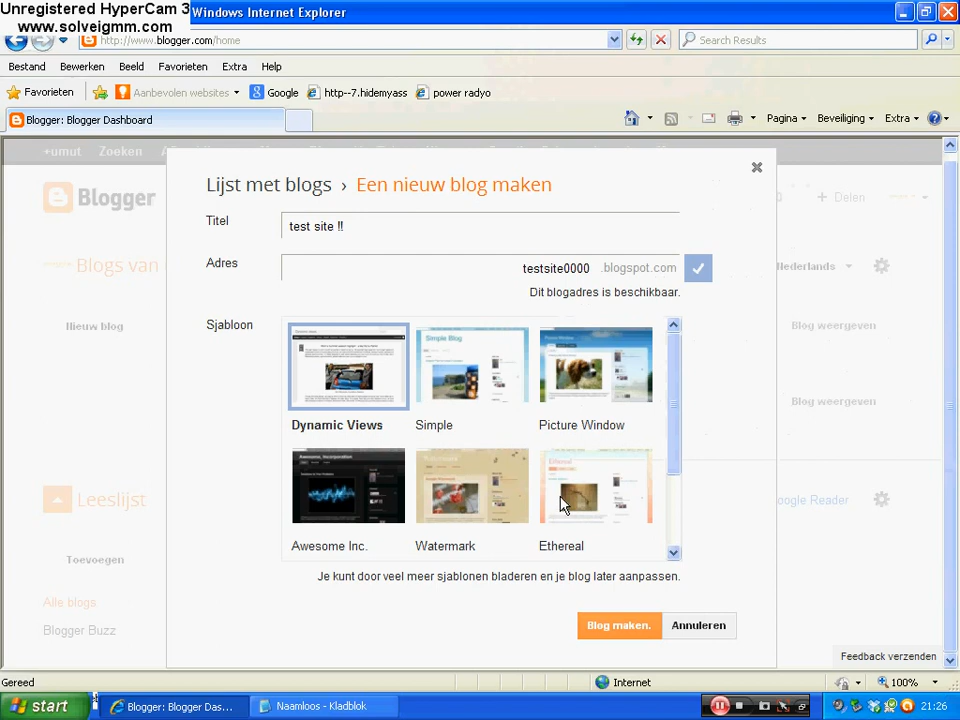 Unregistered HyperCam 3
www.solveigmm.com
Windows Internet Explorer
http://www.blogger.com/home
Search Results
Bestand Bewerken Beeld Favorieten Extra Help
Favorieten Aanbevolen websites Google http--7.hidemyass power radyo
Blogger: Blogger Dashboard
Pagina Beveiliging Extra
+umut Zoeken
Lijst met blogs › Een nieuw blog maken
Blogger
Delen
Titel
test site !!
Adres
testsite0000 .blogspot.com
Dit blogadres is beschikbaar.
Blogs van
Nederlands
Nieuw blog
Blog weergeven
Sjabloon
Blog weergeven
Dynamic Views Simple Picture Window
Awesome Inc. Watermark Ethereal
Leeslijst
Google Reader
Toevoegen
Je kunt door veel meer sjablonen bladeren en je blog later aanpassen.
Alle blogs
Blogger Buzz
Blog maken. Annuleren
Feedback verzenden
Gereed Internet 100%
start Blogger: Blogger Das... Naamloos - Kladblok 21:26